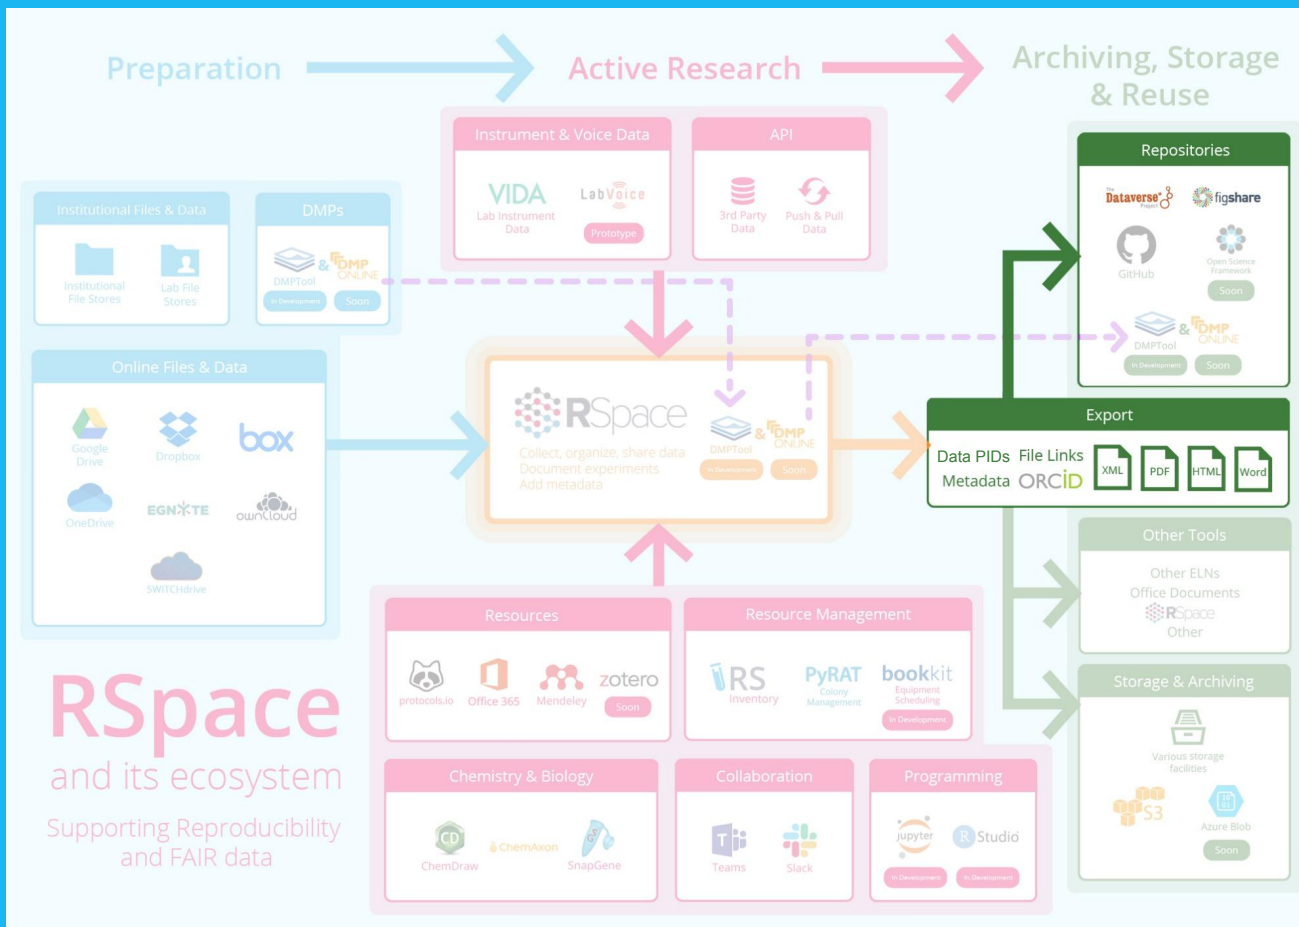 Preparation
Active Research
Archiving, Storage
& Reuse
Instrument & Voice Data
VIDA
Lab Instrument
Data
LabVoice
Prototype
API
3rd Party
Data
Push & Pull
Data
Institutional Files & Data
Institutional
File Stores
Lab File
Stores
DMPs
DMPTool
&
DMP
ONLINE
In Development
Soon
Online Files & Data
Google
Drive
Dropbox
box
OneDrive
EGNYTE
ownCloud
SWITCHdrive
RSpace
Collect, organize, share data
Document experiments
Add metadata
DMPTool
&
DMP
ONLINE
In Development
Soon
Repositories
The
Dataverse®
Project
figshare
GitHub
Open Science
Framework
Soon
DMPTool
&
DMP
ONLINE
In Development
Soon
Export
Data PIDs
File Links
Metadata
ORCID
XML
PDF
HTML
Word
Other Tools
Other ELNs
Office Documents
RSpace
Other
Storage & Archiving
Various storage
facilities
S3
Azure Blob
Soon
Resources
protocols.io
Office 365
Mendeley
zotero
Soon
Resource Management
RS
Inventory
PyRAT
Colony
Management
bookkit
Equipment
Scheduling
In Development
Chemistry & Biology
CD
ChemDraw
ChemAxon
SnapGene
Collaboration
T
Teams
Slack
Programming
jupyter
In Development
R Studio
In Development
RSpace
and its ecosystem
Supporting Reproducibility
and FAIR data